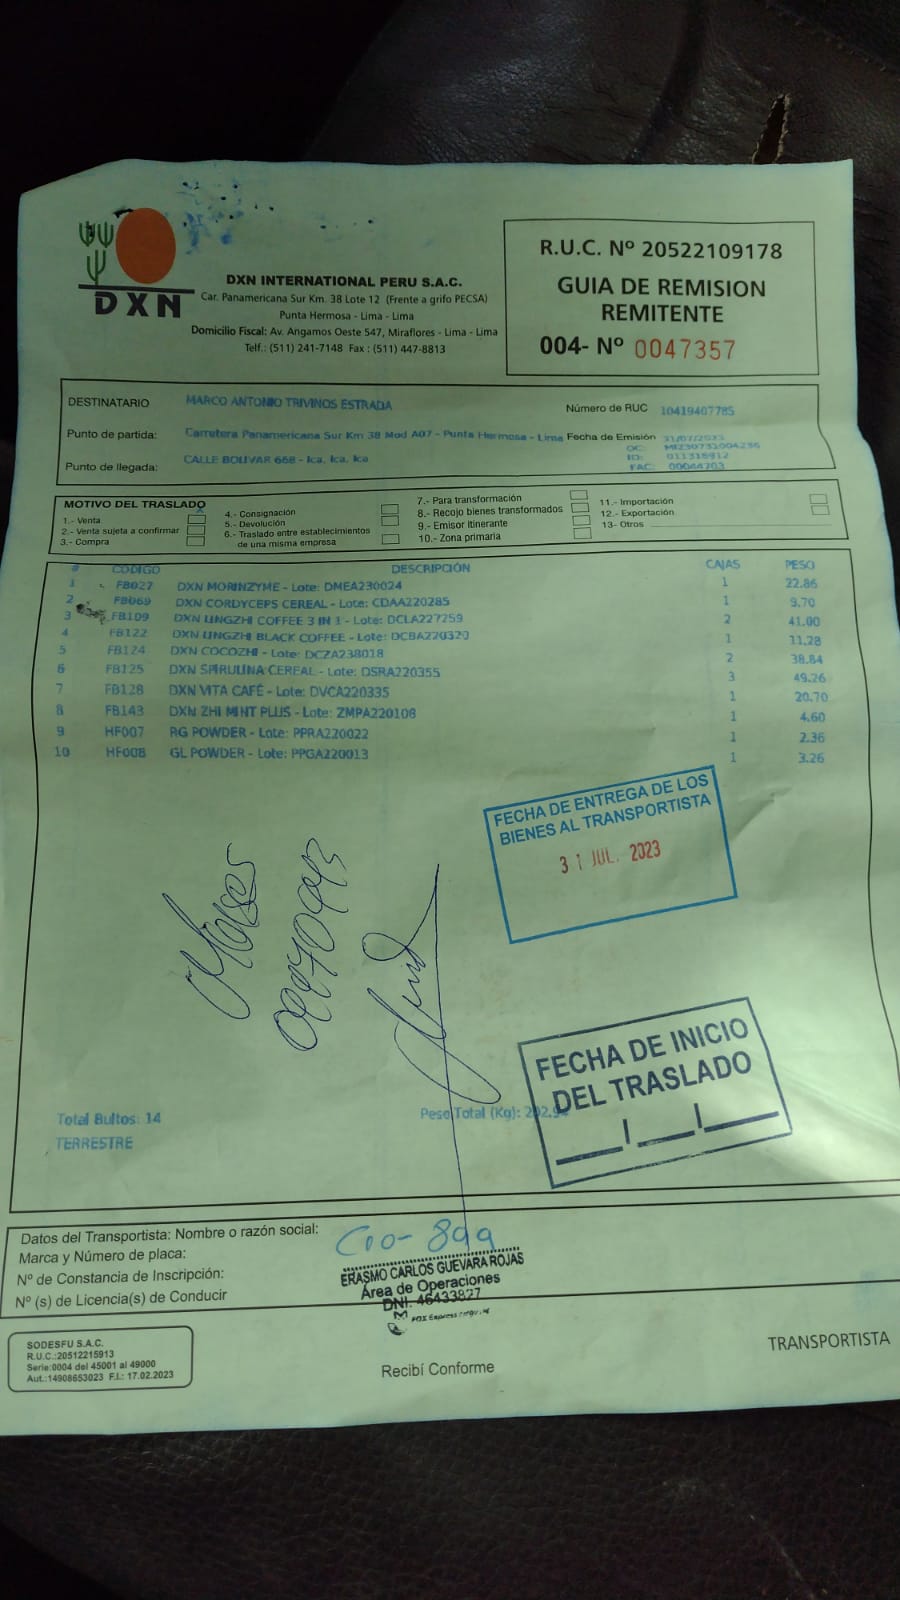 DXN
DXN INTERNATIONAL PERU S.A.C.
Car. Panamericana Sur Km. 38 Lote 12 (Frente a grifo PECSA)
Punta Hermosa - Lima - Lima
Domicilio Fiscal: Av. Angamos Oeste 547, Miraflores - Lima - Lima
Telf.: (511) 241-7148 Fax : (511) 447-8813
R.U.C. Nº 20522109178
GUIA DE REMISION
REMITENTE
004- Nº 0047357
DESTINATARIO MARCO ANTONIO TRIVINOS ESTRADA Número de RUC 10419407785
Punto de partida: Carretera Panamericana Sur Km 38 Mod A07 - Punta Hermosa - Lima Fecha de Emisión 31/07/2023
OC:
ID: 011318912
Punto de llegada: CALLE BOLIVAR 668 - Ica, Ica, Ica FAC: 00044703
MOTIVO DEL TRASLADO
1.- Venta
2.- Venta sujeta a confirmar
3.- Compra
4.- Consignación
5.- Devolución
6.- Traslado entre establecimientos
de una misma empresa
7.- Para transformación
8.- Recojo bienes transformados
9.- Emisor Itinerante
10.- Zona primaria
11.- Importación
12.- Exportación
13- Otros
# CODIGO DESCRIPCIÓN CAJAS PESO
1 FB027 DXN MORINZYME - Lote: DMEA230024 1 22.86
2 FB069 DXN CORDYCEPS CEREAL - Lote: CDAA220285 1 9.70
3 FB109 DXN LINGZHI COFFEE 3 IN 1 - Lote: DCLA227259 2 41.00
4 FB122 DXN LINGZHI BLACK COFFEE - Lote: DCBA220320 1 11.28
5 FB124 DXN COCOZHI - Lote: DCZA238018 2 38.84
6 FB125 DXN SPIRULINA CEREAL - Lote: DSRA220355 3 49.26
7 FB128 DXN VITA CAFÉ - Lote: DVCA220335 1 20.70
8 FB143 DXN ZHI MINT PLUS - Lote: ZMPA220108 1 4.60
9 HF007 RG POWDER - Lote: PPRA220022 1 2.36
10 HF008 GL POWDER - Lote: PPGA220013 1 3.26
FECHA DE ENTREGA DE LOS
BIENES AL TRANSPORTISTA
31 JUL. 2023
Moises
FECHA DE INICIO
DEL TRASLADO
__/__/__
Total Bultos: 14 Peso Total (Kg):
TERRESTRE
Datos del Transportista: Nombre o razón social:
Marca y Número de placa:
Nº de Constancia de Inscripción:
Nº (s) de Licencia(s) de Conducir
ERASMO CARLOS GUEVARA ROJAS
Área de Operaciones
DNI. 46433827
SODESFU S.A.C.
R.U.C.:20512215913
Serie:0004 del 45001 al 49000
Aut.:14908653023 F.I.: 17.02.2023
Recibí Conforme
TRANSPORTISTA